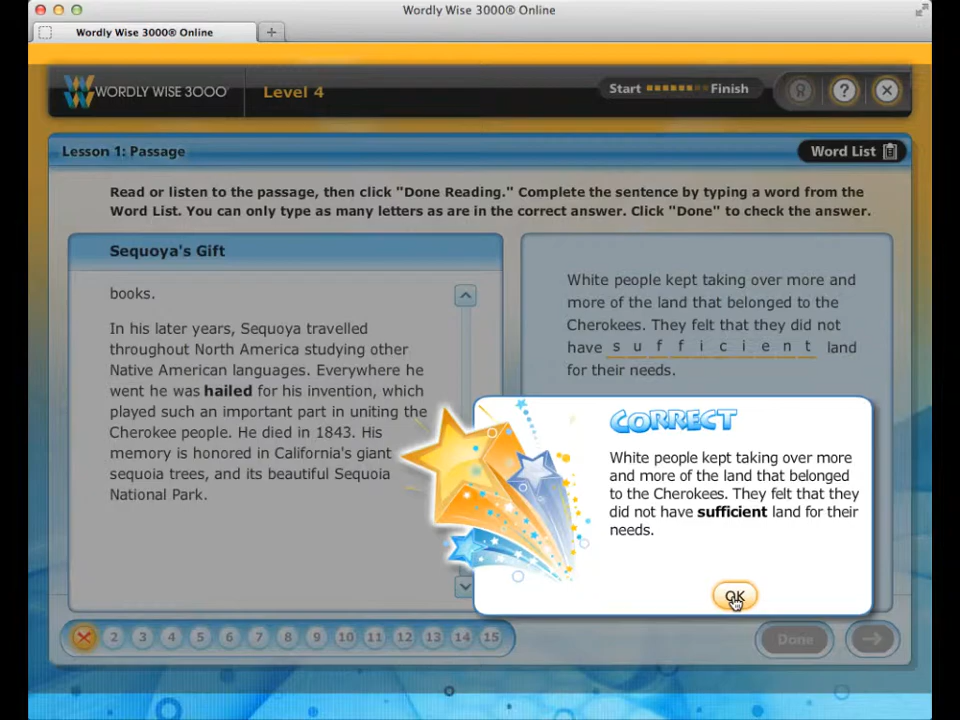 Wordly Wise 3000® Online
Wordly Wise 3000® Online
+
WORDLY WISE 3000®
Level 4
Start
Finish
?
Lesson 1: Passage
Word List
Read or listen to the passage, then click "Done Reading." Complete the sentence by typing a word from the
Word List. You can only type as many letters as are in the correct answer. Click "Done" to check the answer.
Sequoya's Gift
books.
In his later years, Sequoya travelled
throughout North America studying other
Native American languages. Everywhere he
went he was hailed for his invention, which
played such an important part in uniting the
Cherokee people. He died in 1843. His
memory is honored in California's giant
sequoia trees, and its beautiful Sequoia
National Park.
White people kept taking over more and
more of the land that belonged to the
Cherokees. They felt that they did not
have s u f f i c i e n t land
for their needs.
CORRECT
White people kept taking over more
and more of the land that belonged
to the Cherokees. They felt that they
did not have sufficient land for their
needs.
OK
2 3 4 5 6 7 8 9 10 11 12 13 14 15
Done